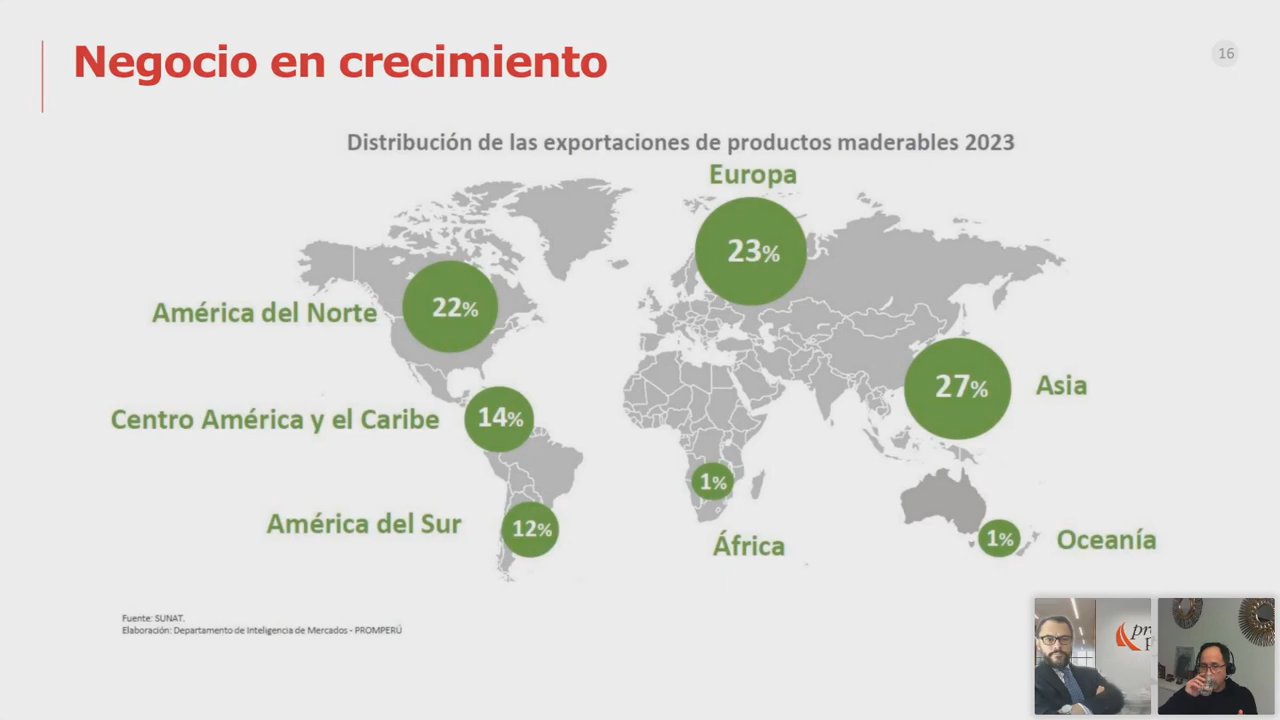 Negocio en crecimiento
16
Distribución de las exportaciones de productos maderables 2023
Europa
23%
América del Norte
22%
27%
Asia
Centro América y el Caribe
14%
1%
América del Sur
12%
África
1%
Oceanía
Fuente: SUNAT.
Elaboración: Departamento de Inteligencia de Mercados - PROMPERÚ